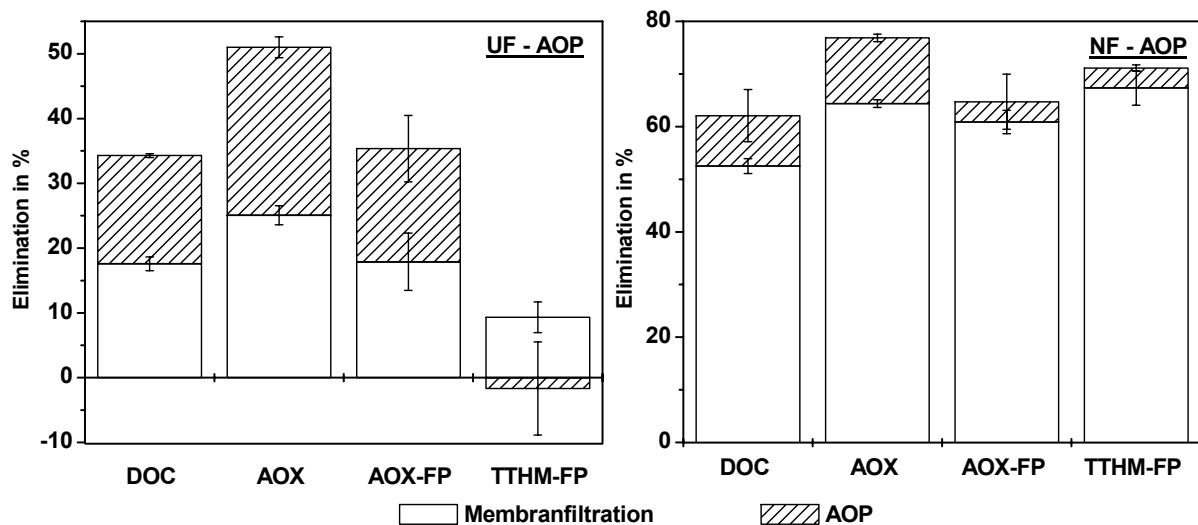 UF - AOP
Elimination in %
50
40
30
20
10
0
-10
DOC
AOX
AOX-FP
TTHM-FP
NF - AOP
Elimination in %
80
60
40
20
0
DOC
AOX
AOX-FP
TTHM-FP
Membranfiltration
AOP